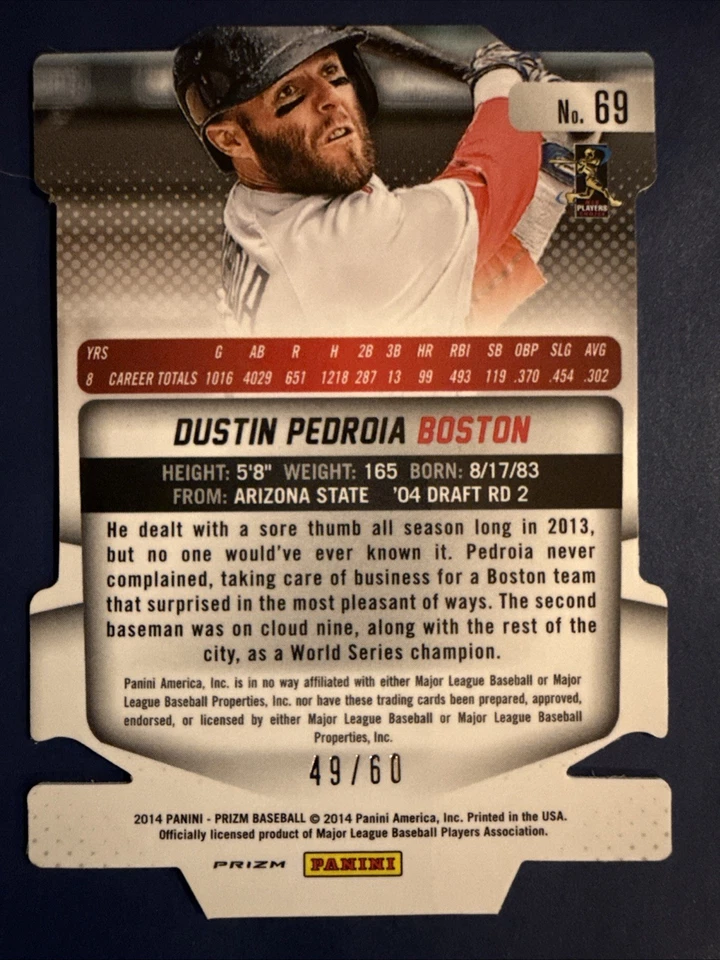 No. 69
PLAYERS
YRS G AB R H 2B 3B HR RBI SB OBP SLG AVG
8 CAREER TOTALS 1016 4029 651 1218 287 13 99 493 119 .370 .454 .302
DUSTIN PEDROIA BOSTON
HEIGHT: 5'8" WEIGHT: 165 BORN: 8/17/83
FROM: ARIZONA STATE '04 DRAFT RD 2
He dealt with a sore thumb all season long in 2013,
but no one would've ever known it. Pedroia never
complained, taking care of business for a Boston team
that surprised in the most pleasant of ways. The second
baseman was on cloud nine, along with the rest of the
city, as a World Series champion.
Panini America, Inc. is in no way affiliated with either Major League Baseball or Major
League Baseball Properties, Inc. nor have these trading cards been prepared, approved,
endorsed, or licensed by either Major League Baseball or Major League Baseball
Properties, Inc.
49/60
2014 PANINI - PRIZM BASEBALL © 2014 Panini America, Inc. Printed in the USA.
Officially licensed product of Major League Baseball Players Association.
PRIZM PANINI